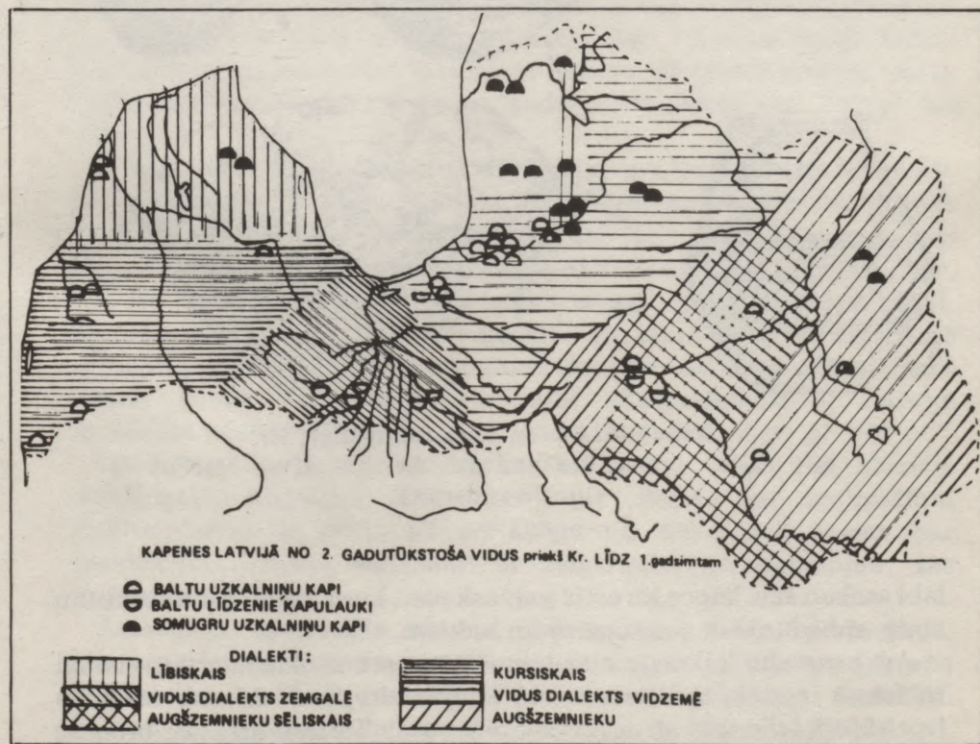 KAPENES LATVIJĀ NO 2. GADUTŪKSTOŠA VIDUS priekš Kr. LĪDZ 1.gadsimtam
BALTU UZKALNIŅU KAPI
BALTU LĪDZENIE KAPULAUKI
SOMUGRU UZKALNIŅU KAPI
DIALEKTI:
LĪBISKAIS
VIDUS DIALEKTS ZEMGALĒ
AUGŠZEMNIEKU SĒLISKAIS
KURSISKAIS
VIDUS DIALEKTS VIDZEMĒ
AUGŠZEMNIEKU